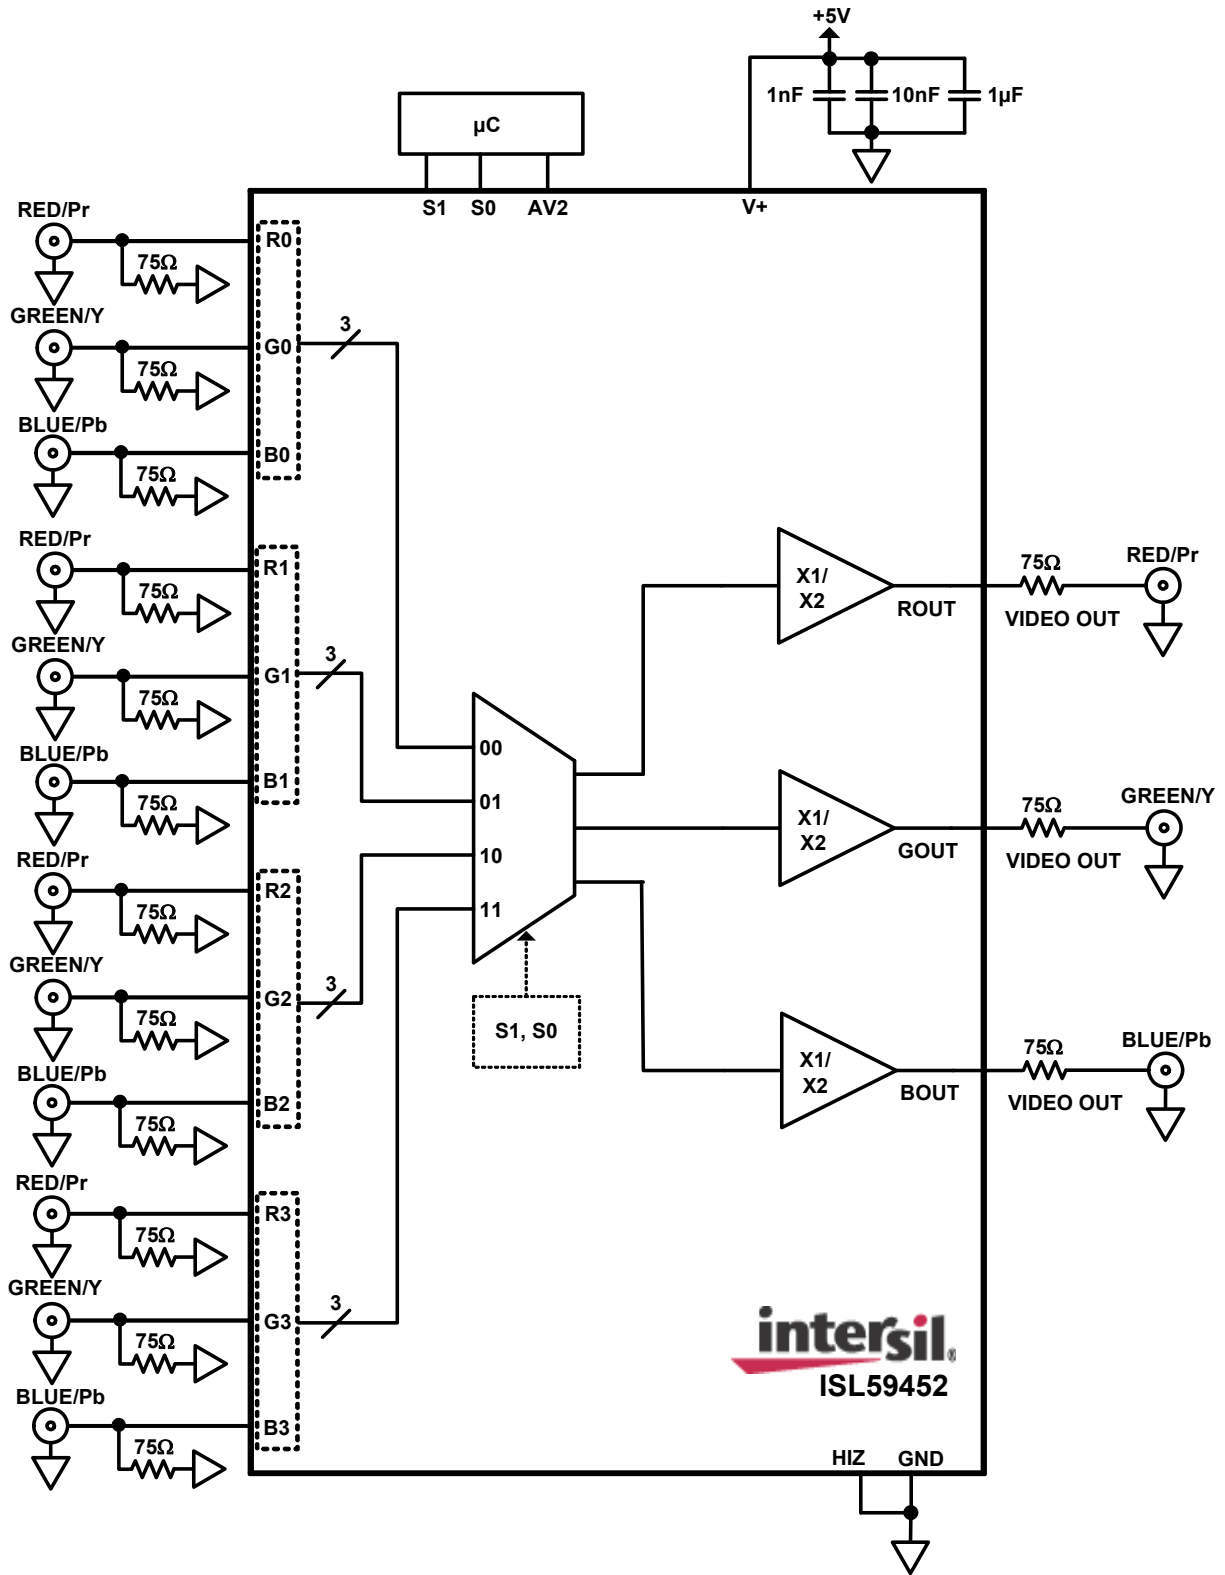 +5V
1nF 10nF 1µF
µC
S1 S0 AV2 V+
RED/Pr
R0
75Ω
GREEN/Y
3
G0
75Ω
BLUE/Pb
B0
75Ω
RED/Pr
R1
75Ω
GREEN/Y
3
G1
75Ω
BLUE/Pb
B1
75Ω
RED/Pr
R2
75Ω
GREEN/Y
3
G2
75Ω
BLUE/Pb
B2
75Ω
RED/Pr
R3
75Ω
GREEN/Y
3
G3
75Ω
BLUE/Pb
B3
75Ω
00
01
10
11
S1, S0
X1/
X2
ROUT
75Ω
VIDEO OUT
RED/Pr
X1/
X2
GOUT
75Ω
VIDEO OUT
GREEN/Y
X1/
X2
BOUT
75Ω
VIDEO OUT
BLUE/Pb
intersil®
ISL59452
HIZ GND